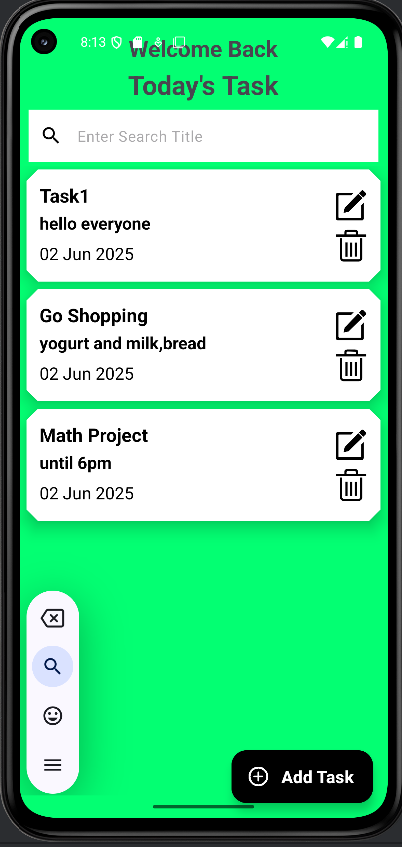 8:13
Welcome Back
Today's Task
Enter Search Title
Task1
hello everyone
02 Jun 2025
Go Shopping
yogurt and milk,bread
02 Jun 2025
Math Project
until 6pm
02 Jun 2025
Add Task